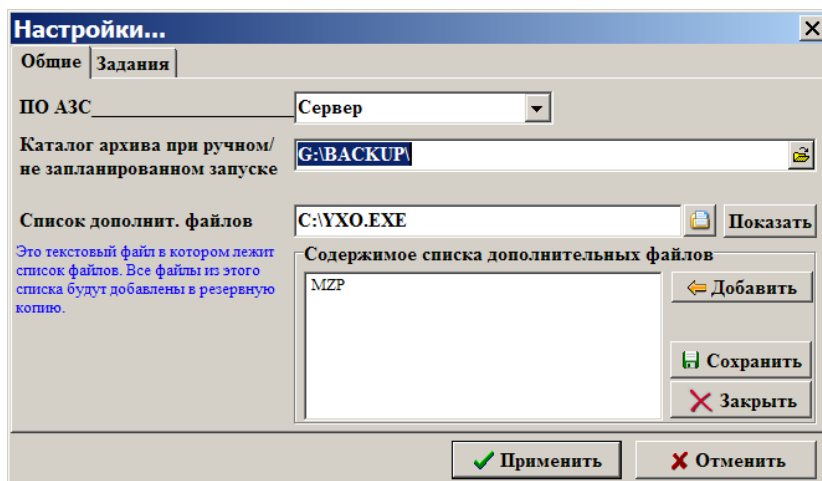 Настройки...
Общие Задания
ПО АЗС Сервер
Каталог архива при ручном/
не запланированном запуске
G:\BACKUP\
Список дополнит. файлов C:\YXO.EXE Показать
Это текстовый файл в котором лежит
список файлов. Все файлы из этого
списка будут добавлены в резервную
копию.
Содержимое списка дополнительных файлов
MZP
Добавить
Сохранить
Закрыть
Применить Отменить